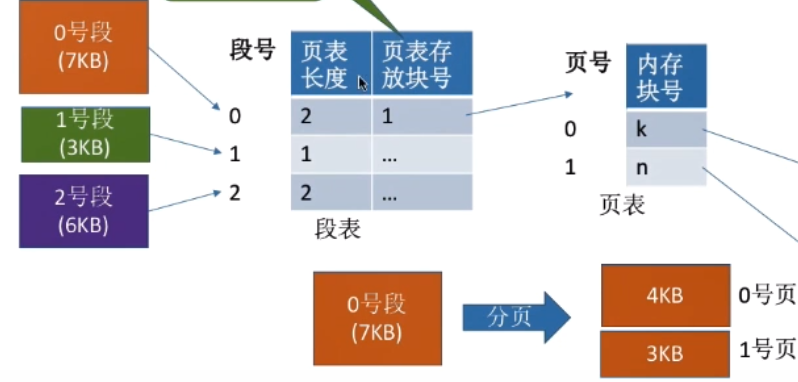 0号段
(7KB)
1号段
(3KB)
2号段
(6KB)
段号
页表
长度
页表存
放块号
0
2
1
1
1
...
2
2
...
段表
页号
内存
块号
0
k
1
n
页表
0号段
(7KB)
分页
4KB
0号页
3KB
1号页